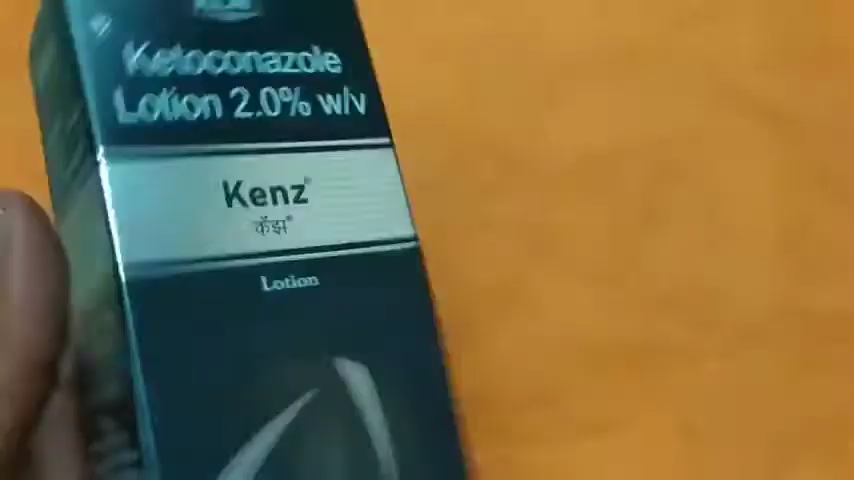 Ketoconazole
Lotion 2.0% w/v
Kenz®
केंझ®
Lotion